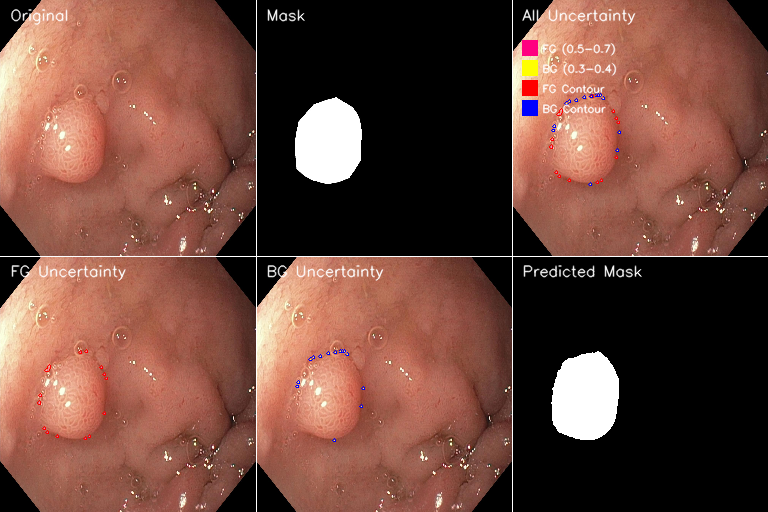 Original
Mask
All Uncertainty
FG (0.5-0.7)
BG (0.3-0.4)
FG Contour
BG Contour
FG Uncertainty
BG Uncertainty
Predicted Mask